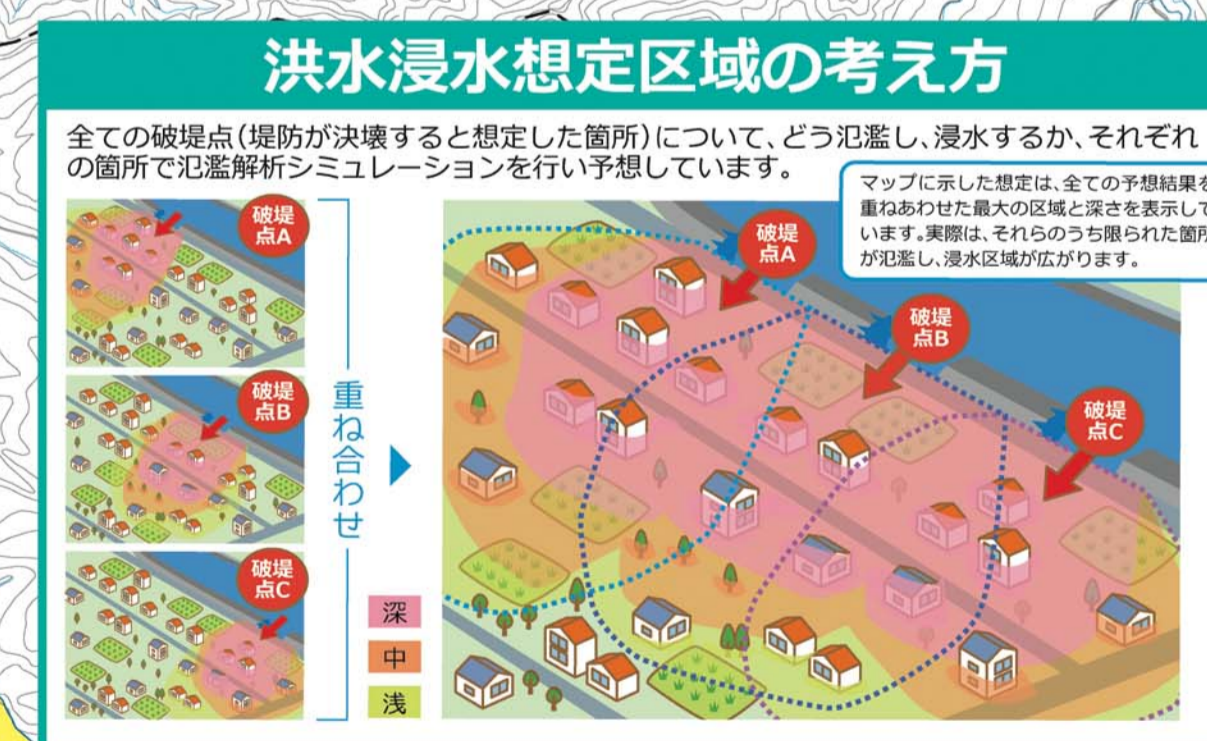 洪水浸水想定区域の考え方
全ての破堤点(堤防が決壊すると想定した箇所)について、どう氾濫し、浸水するか、それぞれ
の箇所で氾濫解析シミュレーションを行い予想しています。
マップに示した想定は、全ての予想結果を
重ねあわせた最大の区域と深さを表示して
います。実際は、それらのうち限られた箇所
が氾濫し、浸水区域が広がります。
破堤
点A
破堤
点B
破堤
点C
重ね合わせ
深
中
浅
破堤
点A
破堤
点B
破堤
点C